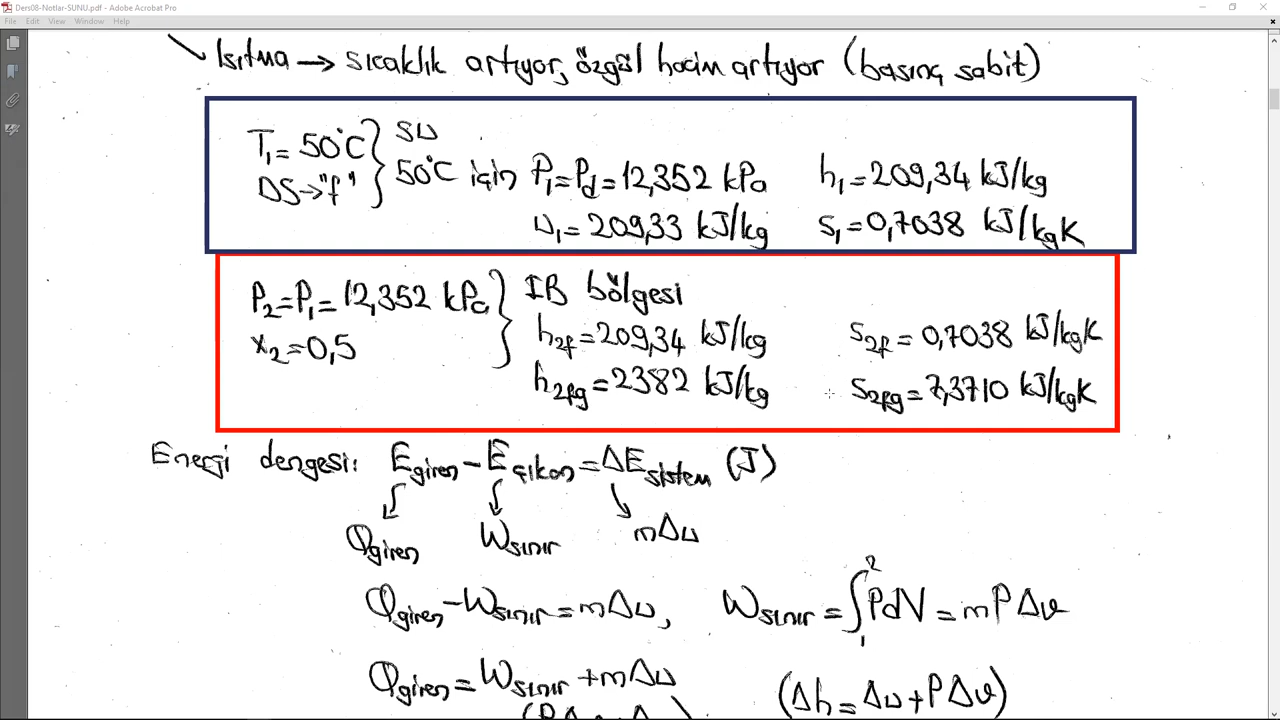 Ders08-Notlar-SUNU.pdf - Adobe Acrobat Pro
File Edit View Window Help
Isıtma → sıcaklık artıyor, özgül hacim artıyor (basınç sabit)
T₁ = 50°C } SU
DS→"f" 50°C için P₁=Pd=12,352 kPa h₁=209,34 kJ/kg
u₁=209,33 kJ/kg s₁=0,7038 kJ/kgK
P₂=P₁=12,352 kPa } IB bölgesi
x₂=0,5 h₂f=209,34 kJ/kg s₂f=0,7038 kJ/kgK
h₂fg=2382 kJ/kg s₂fg=7,3710 kJ/kgK
Energi dengesi: Egiren - Eçıkan = ΔEsistem (J)
Qgiren Wsınır mΔu
Qgiren - Wsınır = mΔu, Wsınır = ∫₁² PdV = mPΔv
Qgiren = Wsınır + mΔu (Δh = Δu + PΔv)